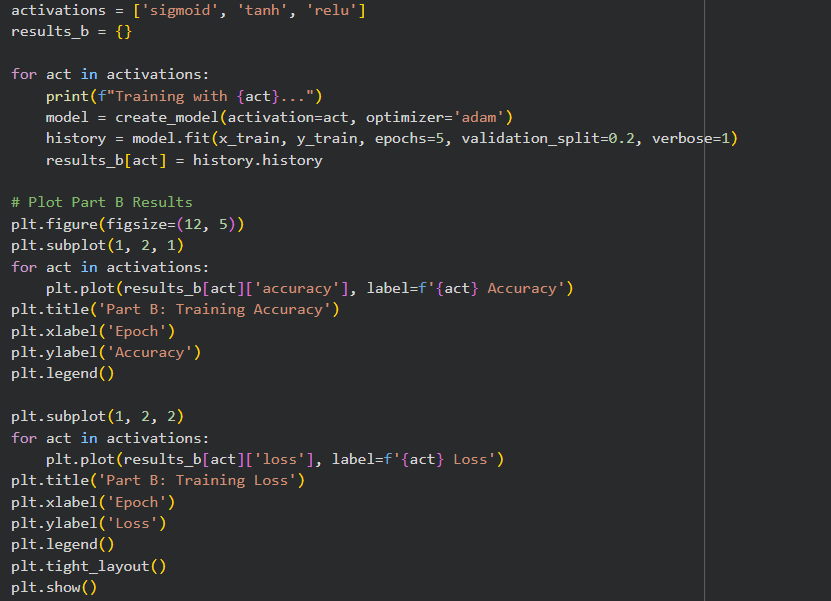 activations = ['sigmoid', 'tanh', 'relu']
results_b = {}

for act in activations:
    print(f"Training with {act}...")
    model = create_model(activation=act, optimizer='adam')
    history = model.fit(x_train, y_train, epochs=5, validation_split=0.2, verbose=1)
    results_b[act] = history.history

# Plot Part B Results
plt.figure(figsize=(12, 5))
plt.subplot(1, 2, 1)
for act in activations:
    plt.plot(results_b[act]['accuracy'], label=f'{act} Accuracy')
plt.title('Part B: Training Accuracy')
plt.xlabel('Epoch')
plt.ylabel('Accuracy')
plt.legend()

plt.subplot(1, 2, 2)
for act in activations:
    plt.plot(results_b[act]['loss'], label=f'{act} Loss')
plt.title('Part B: Training Loss')
plt.xlabel('Epoch')
plt.ylabel('Loss')
plt.legend()
plt.tight_layout()
plt.show()